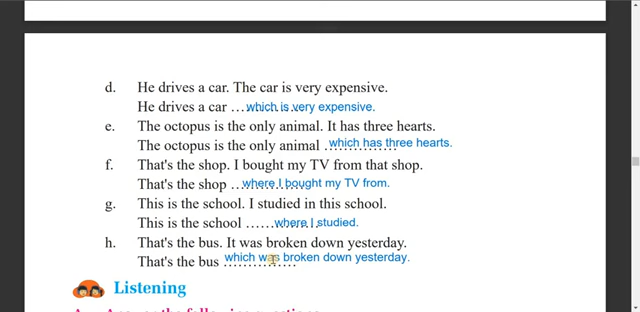 d. He drives a car. The car is very expensive.
He drives a car ............... which is very expensive.
e. The octopus is the only animal. It has three hearts.
The octopus is the only animal ............... which has three hearts.
f. That's the shop. I bought my TV from that shop.
That's the shop ............... where I bought my TV from.
g. This is the school. I studied in this school.
This is the school ............... where I studied.
h. That's the bus. It was broken down yesterday.
That's the bus ............... which was broken down yesterday.
Listening